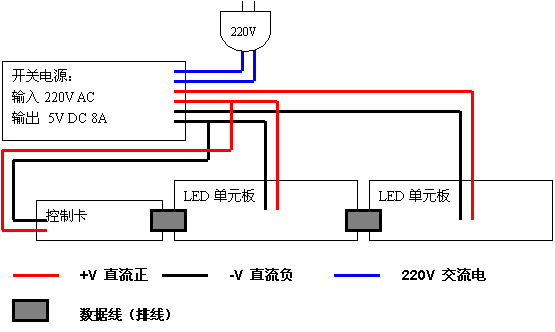 220V
开关电源：
输入 220V AC
输出 5V DC 8A
LED 单元板
LED 单元板
控制卡
+V 直流正
-V 直流负
220V 交流电
数据线（排线）